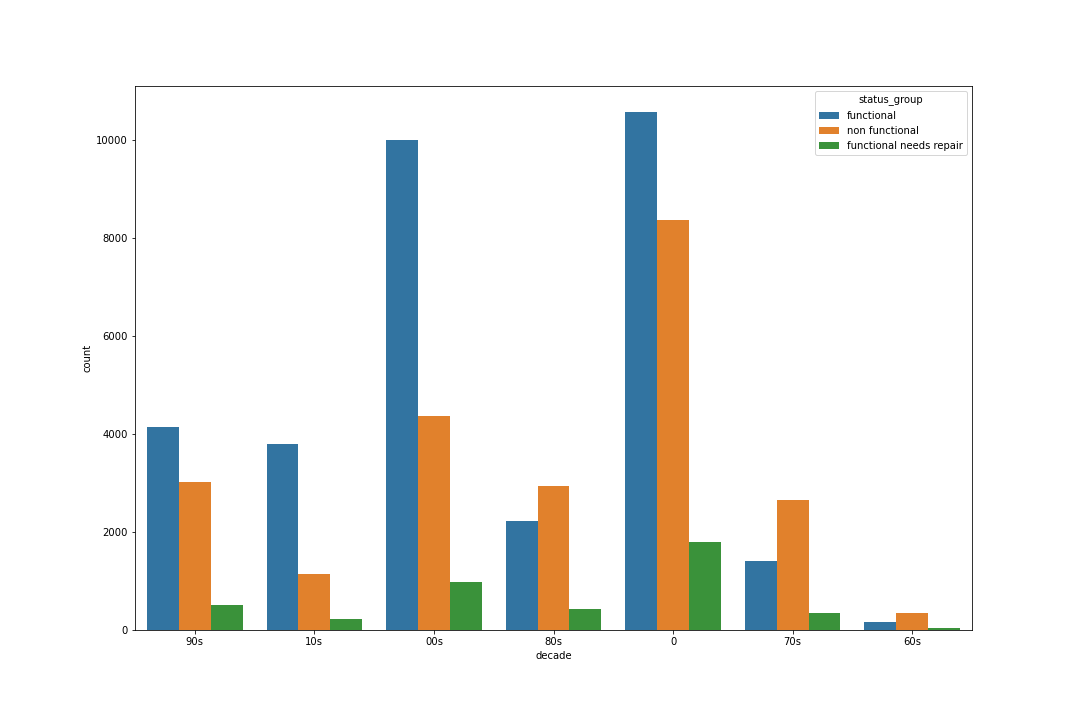 status_group
functional
non functional
functional needs repair
10000
8000
6000
4000
2000
0
count
90s 10s 00s 80s 0 70s 60s
decade